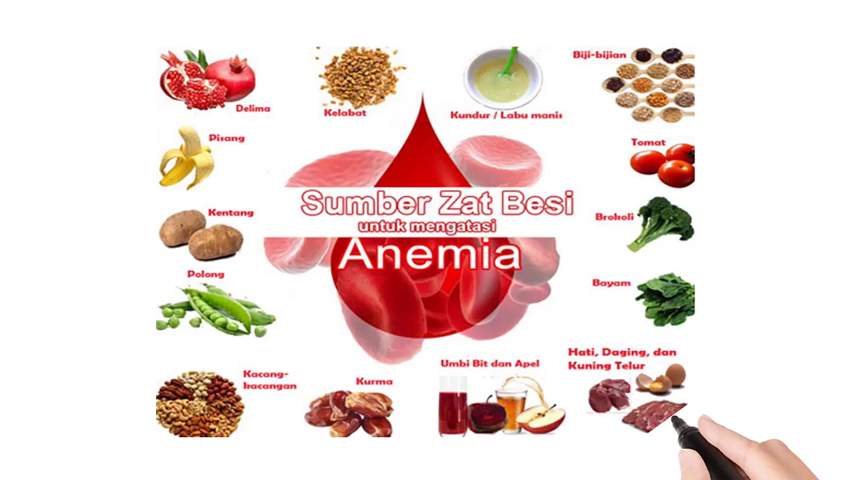 Delima
Kelabat
Kundur / Labu manis
Biji-bijian
Pisang
Tomat
Sumber Zat Besi
untuk mengatasi
Anemia
Kentang
Brokoli
Polong
Bayam
Kacang-
kacangan
Kurma
Umbi Bit dan Apel
Hati, Daging, dan
Kuning Telur